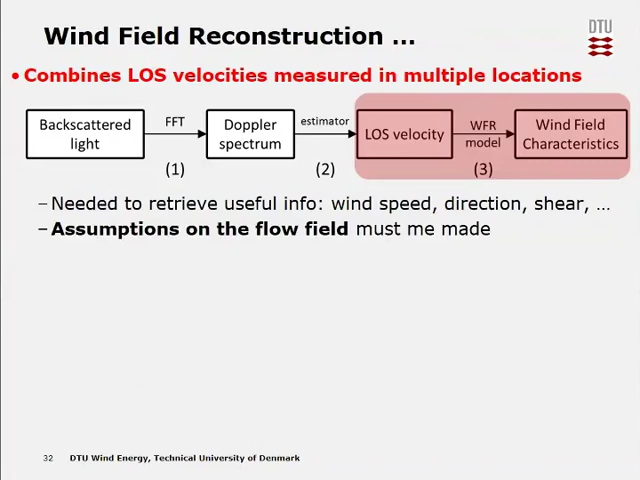 Wind Field Reconstruction ...
DTU
• Combines LOS velocities measured in multiple locations
Backscattered light
FFT
Doppler spectrum
estimator
LOS velocity
WFR model
Wind Field Characteristics
(1)
(2)
(3)
– Needed to retrieve useful info: wind speed, direction, shear, ...
– Assumptions on the flow field must me made
32 DTU Wind Energy, Technical University of Denmark